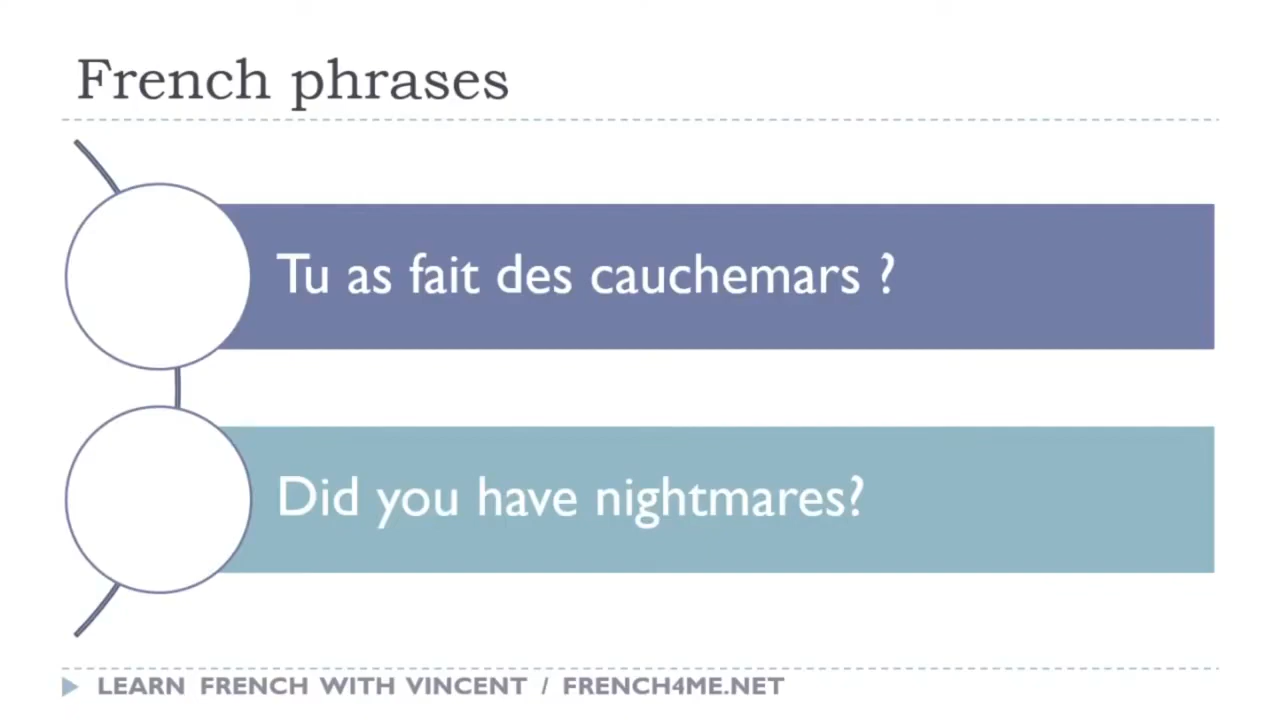 French phrases
Tu as fait des cauchemars ?
Did you have nightmares?
LEARN FRENCH WITH VINCENT / FRENCH4ME.NET